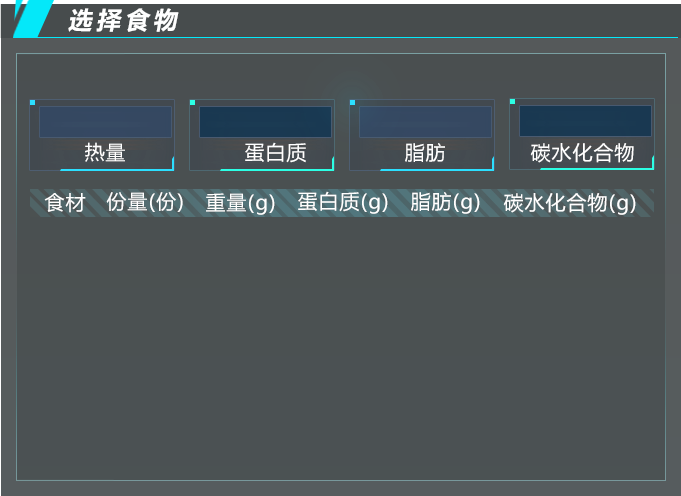 选择食物
热量 蛋白质 脂肪 碳水化合物
食材 份量(份) 重量(g) 蛋白质(g) 脂肪(g) 碳水化合物(g)